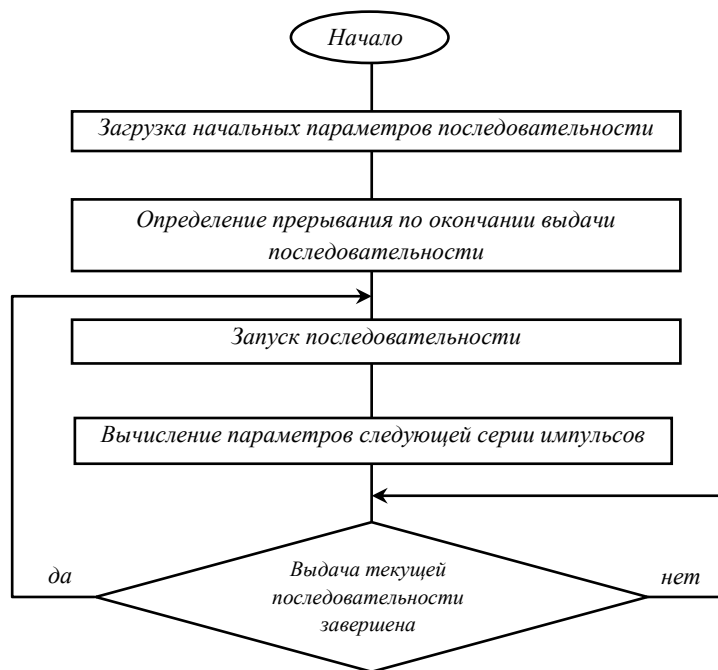 Начало
Загрузка начальных параметров последовательности
Определение прерывания по окончании выдачи
последовательности
Запуск последовательности
Вычисление параметров следующей серии импульсов
да
Выдача текущей
последовательности
завершена
нет